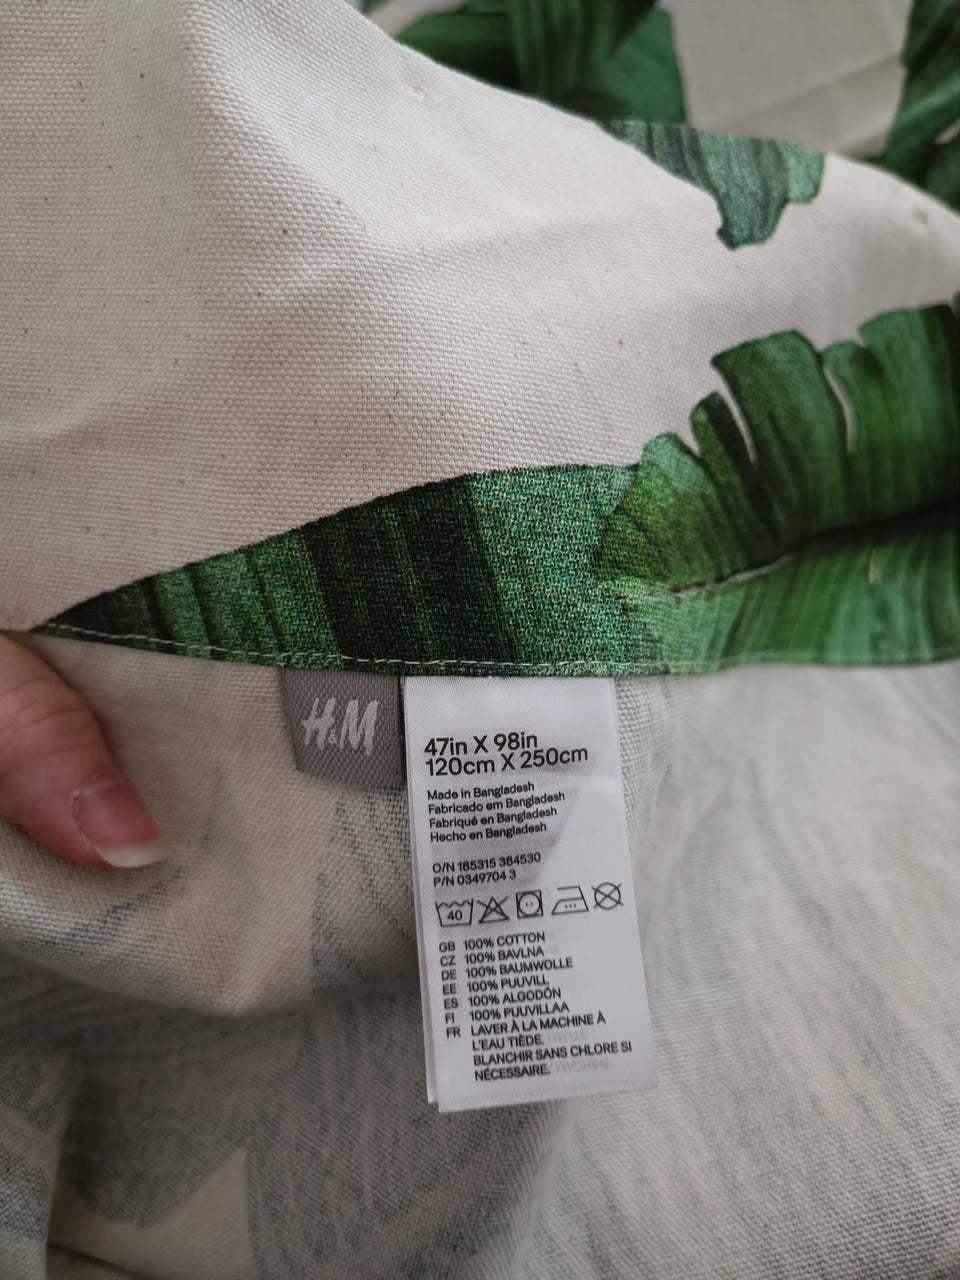 H&M
47in X 98in
120cm X 250cm
Made in Bangladesh
Fabricado em Bangladesh
Fabriqué en Bangladesh
Hecho en Bangladesh
O/N 185315 384530
P/N 0349704 3
40
GB 100% COTTON
CZ 100% BAVLNA
DE 100% BAUMWOLLE
EE 100% PUUVILL
ES 100% ALGODÓN
FI 100% PUUVILLAA
FR LAVER À LA MACHINE À
L'EAU TIÈDE.
BLANCHIR SANS CHLORE SI
NÉCESSAIRE.